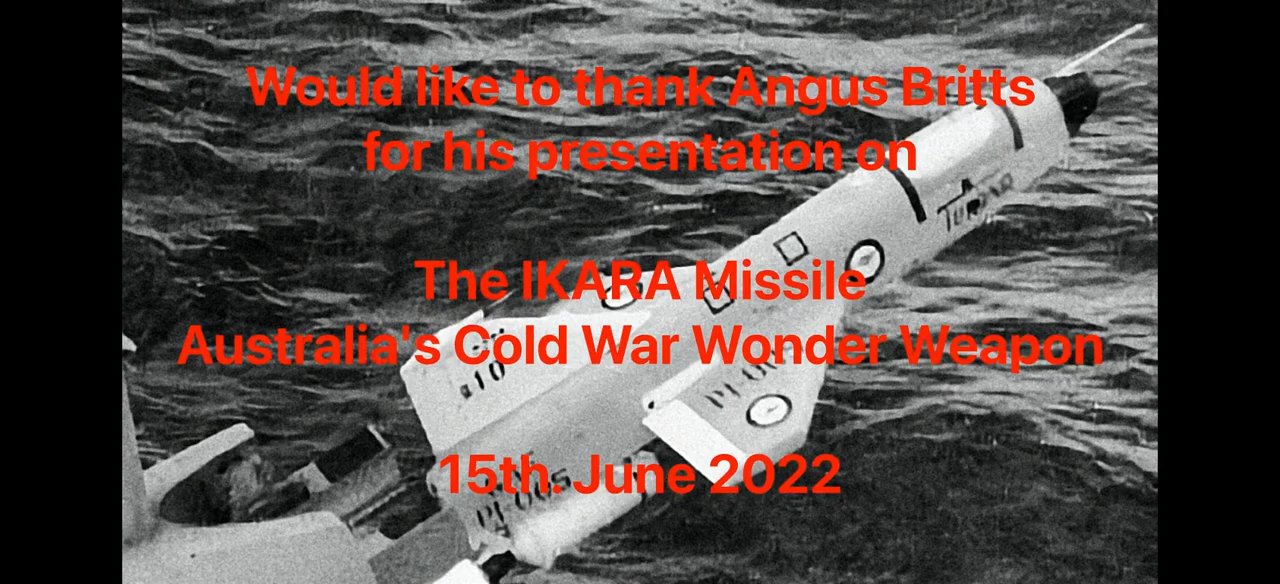 Would like to thank Angus Britts
for his presentation on
The IKARA Missile
Australia's Cold War Wonder Weapon
15th. June 2022